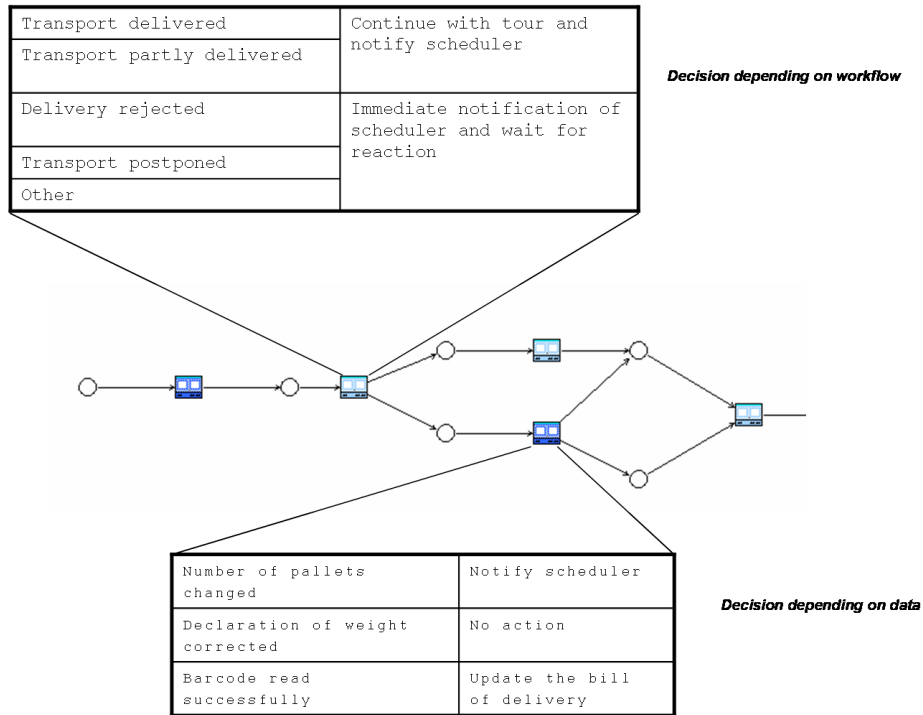 Transport delivered
Continue with tour and
notify scheduler
Transport partly delivered
Decision depending on workflow
Delivery rejected
Immediate notification of
scheduler and wait for
reaction
Transport postponed
Other
Number of pallets
changed
Notify scheduler
Decision depending on data
Declaration of weight
corrected
No action
Barcode read
successfully
Update the bill
of delivery